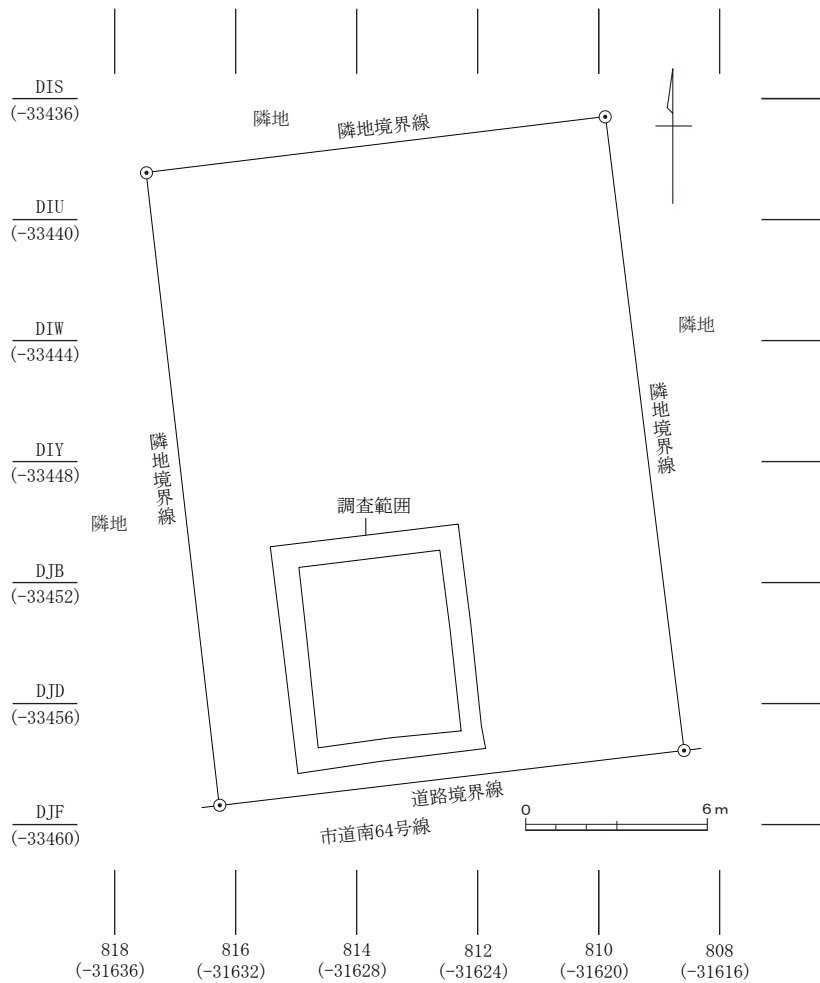 DIS
(-33436)
隣地
隣地境界線
DIU
(-33440)
DIW
(-33444)
隣地
隣地境界線
DIY
(-33448)
隣地境界線
隣地
調査範囲
DJB
(-33452)
DJD
(-33456)
道路境界線
0 6m
DJF
(-33460)
市道南64号線
818 816 814 812 810 808
(-31636) (-31632) (-31628) (-31624) (-31620) (-31616)